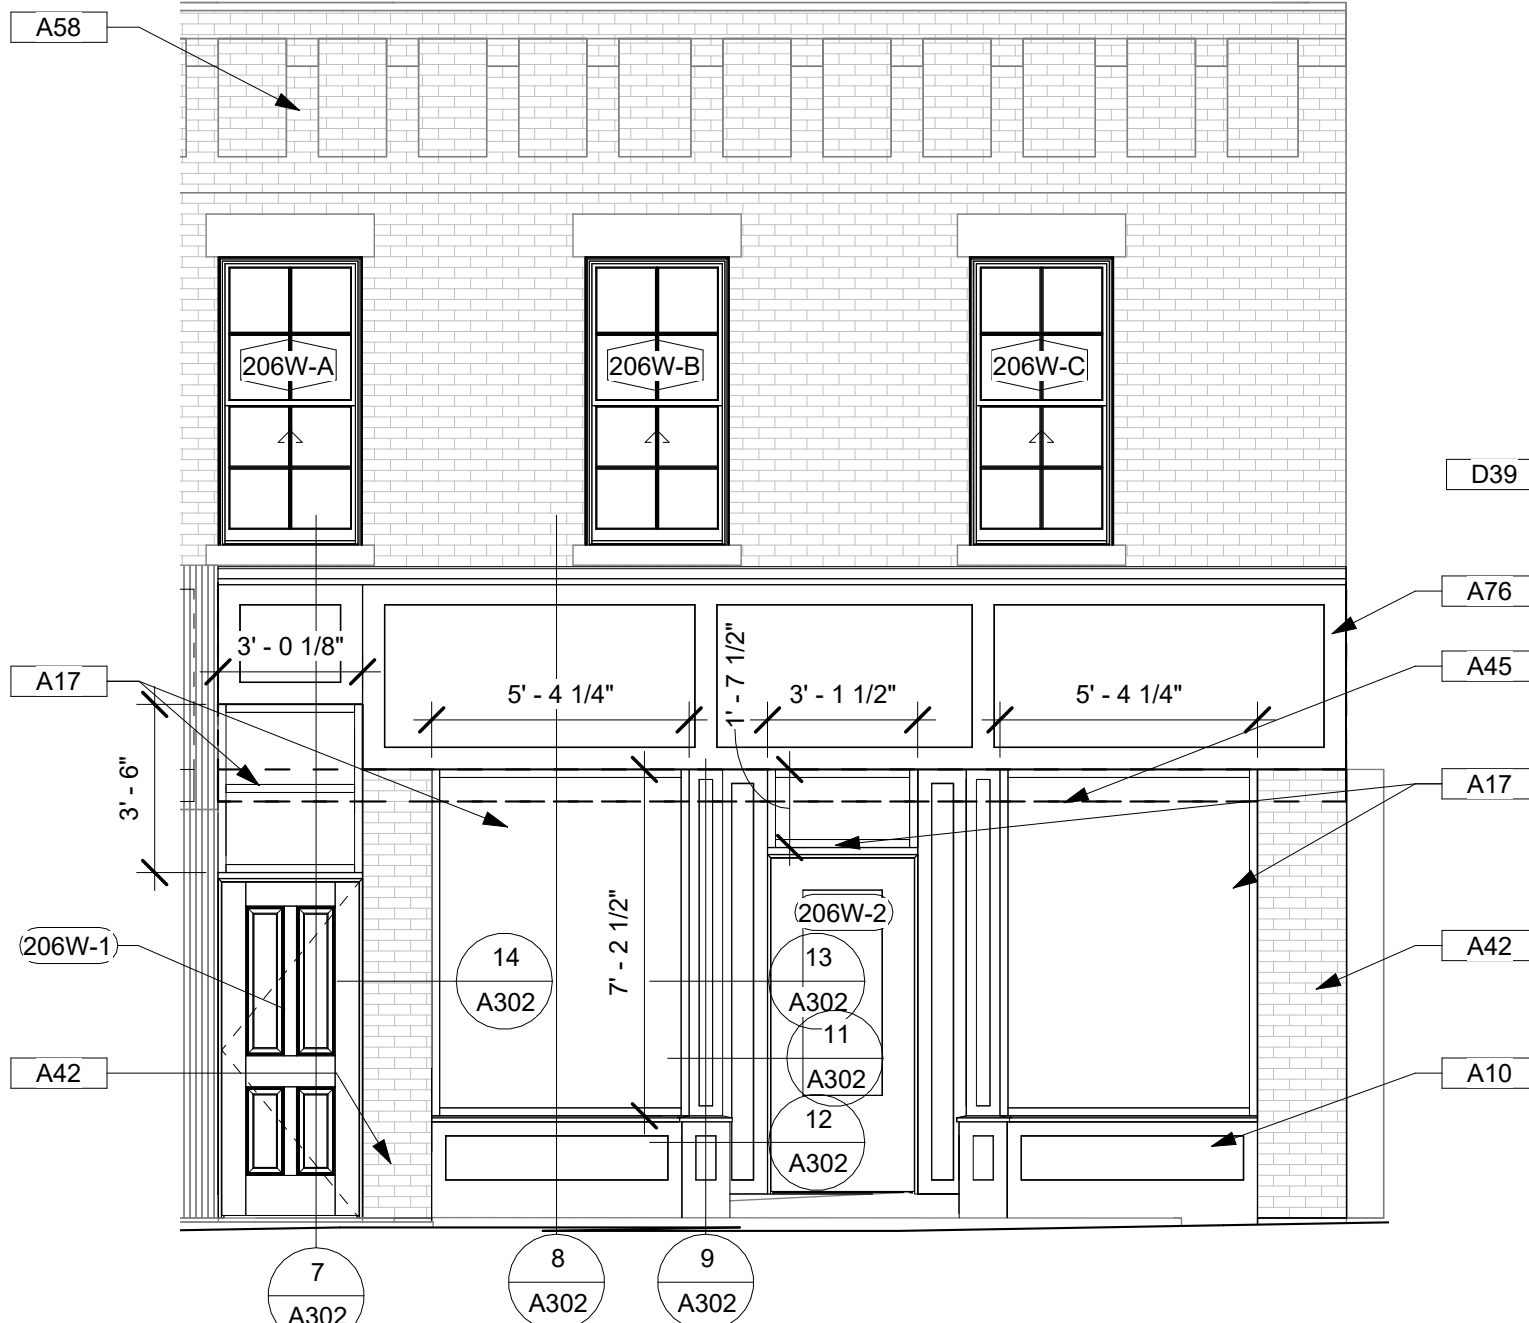 A58
206W-A
206W-B
206W-C
D39
A76
3' - 0 1/8"
1' - 7 1/2"
A45
A17
5' - 4 1/4"
3' - 1 1/2"
5' - 4 1/4"
3' - 6"
A17
206W-2
7' - 2 1/2"
206W-1
14
A302
13
A302
A42
11
A302
A42
A10
12
A302
7
A302
8
A302
9
A302